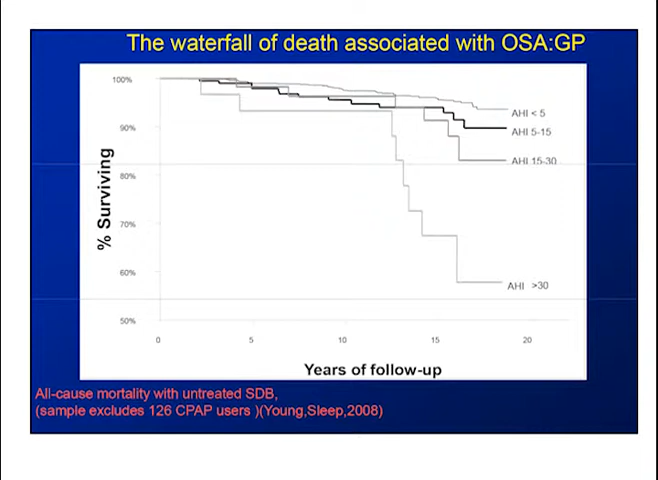 The waterfall of death associated with OSA:GP
100%
90%
80%
70%
60%
50%
% Surviving
AHI < 5
AHI 5-15
AHI 15-30
AHI >30
0 5 10 15 20
Years of follow-up
All-cause mortality with untreated SDB,
(sample excludes 126 CPAP users )(Young,Sleep,2008)